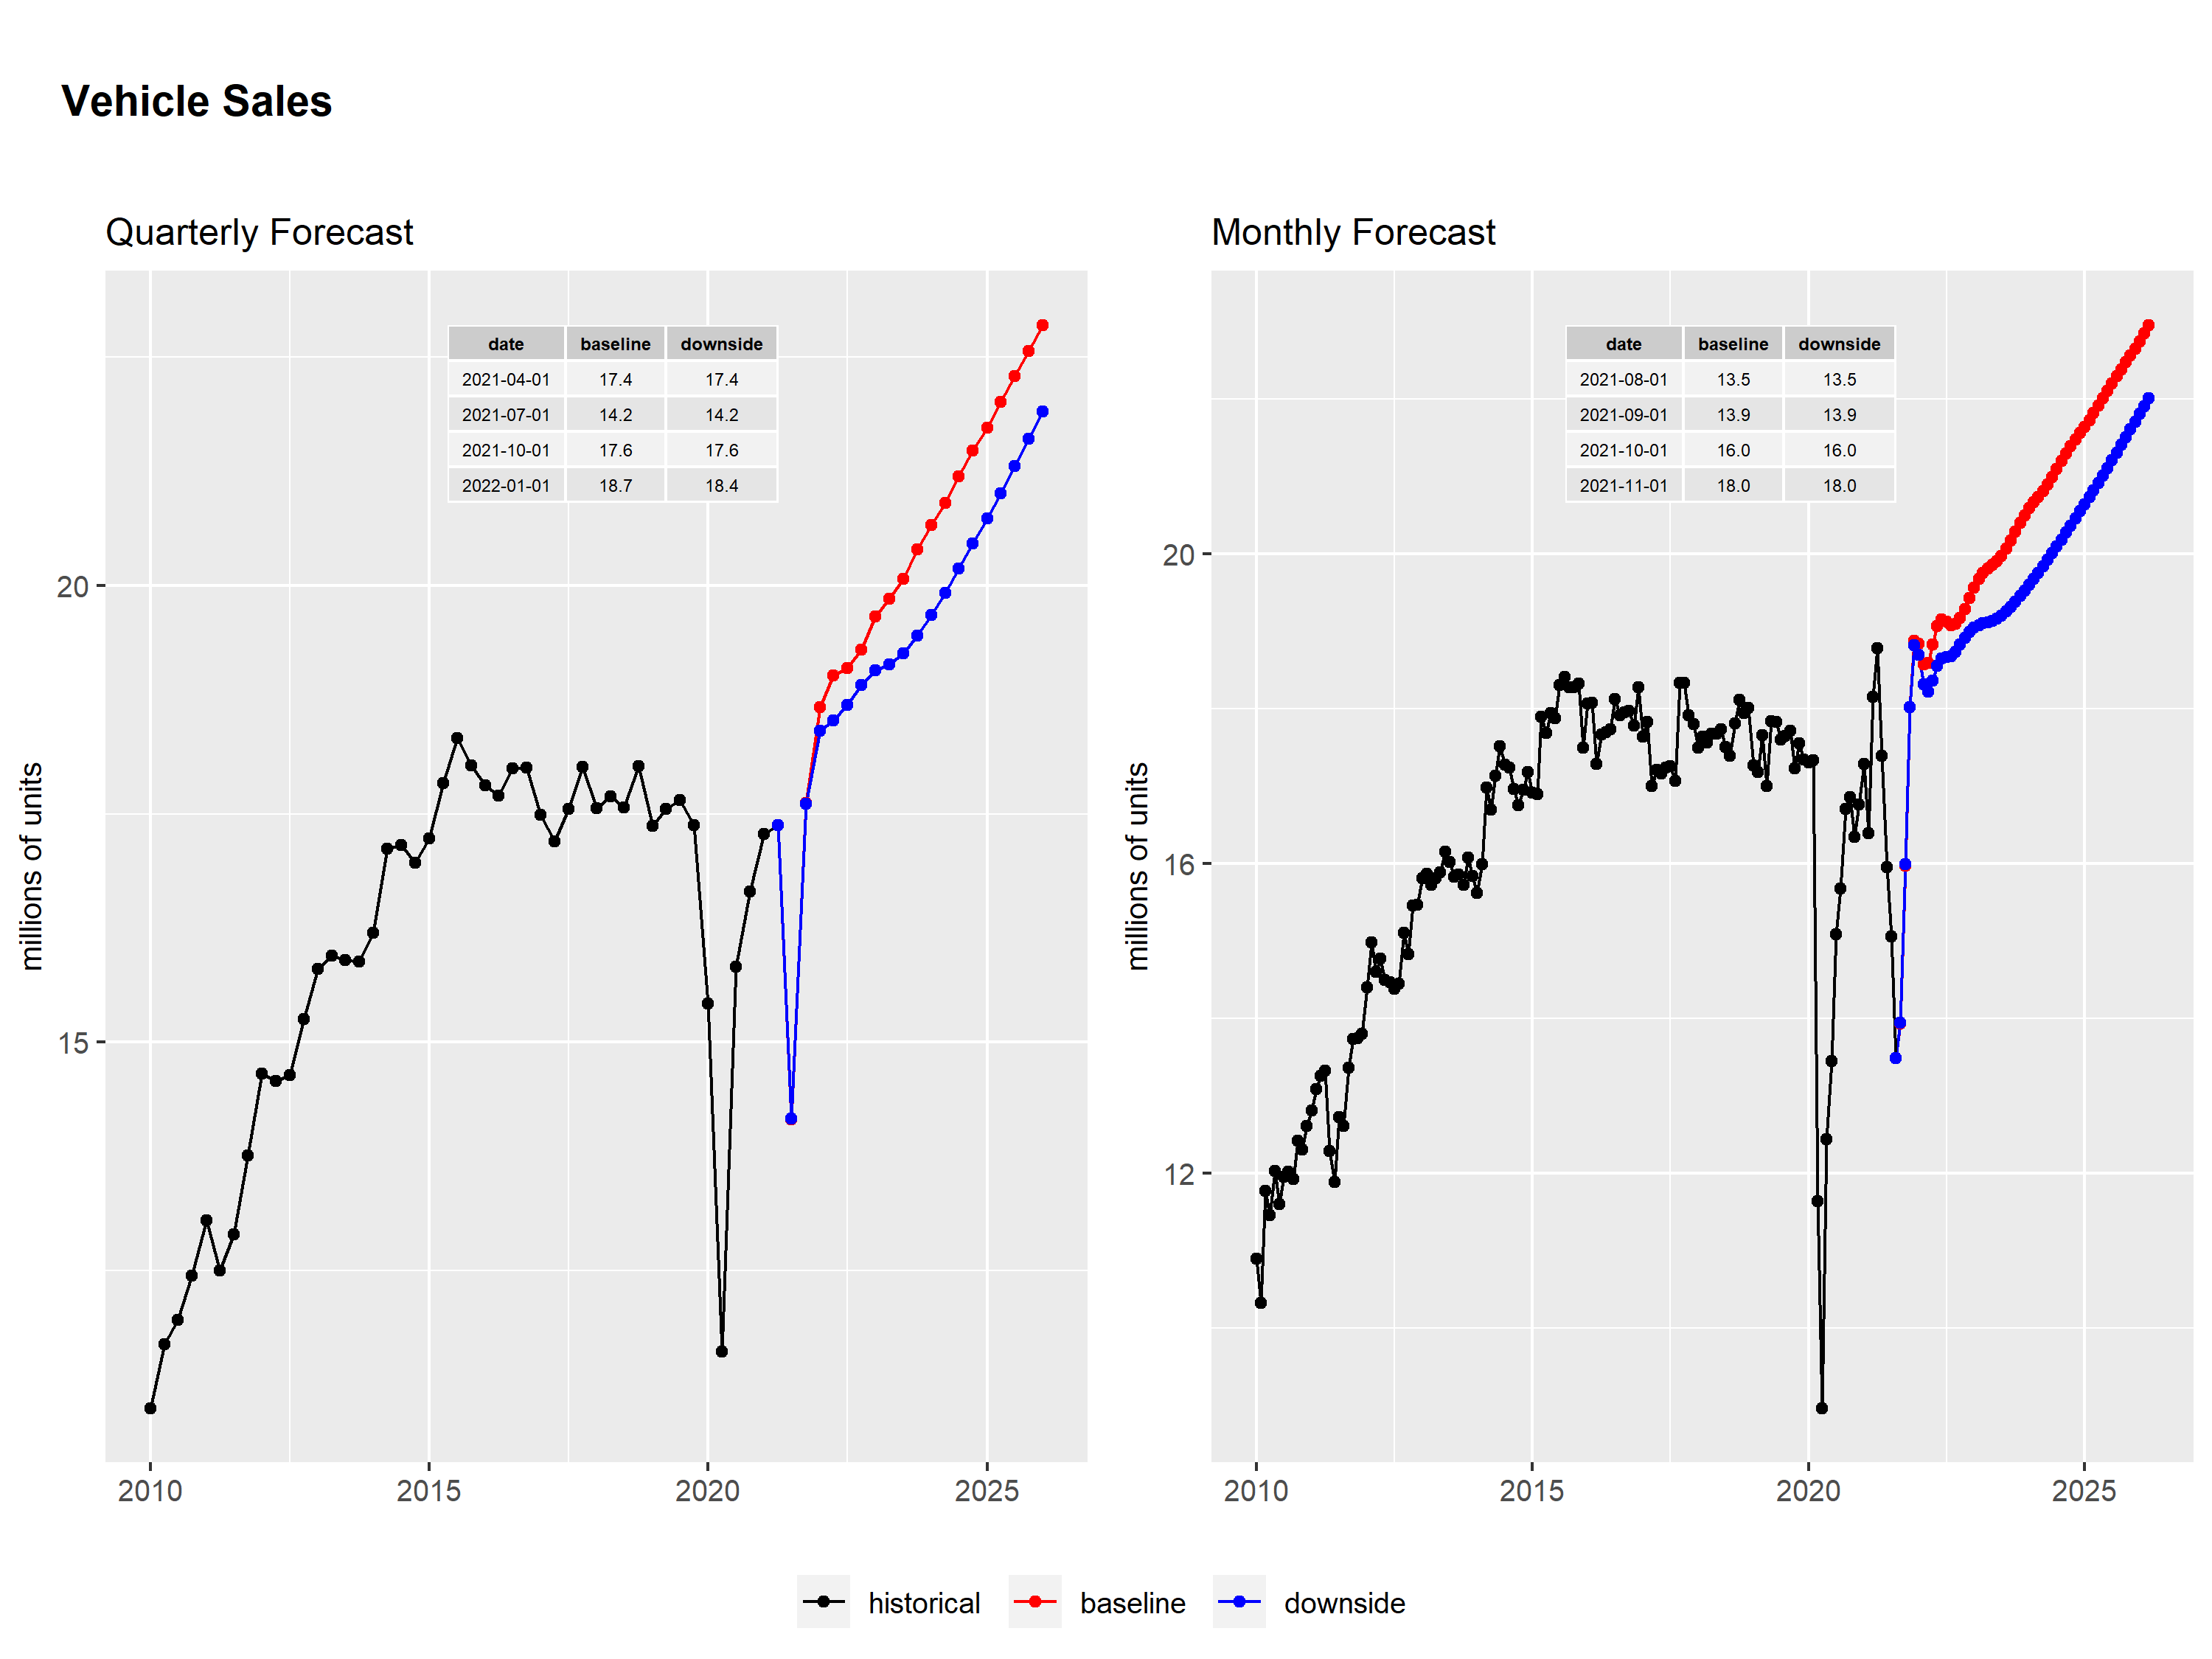 Vehicle Sales
Quarterly Forecast
date baseline downside
2021-04-01 17.4 17.4
2021-07-01 14.2 14.2
2021-10-01 17.6 17.6
2022-01-01 18.7 18.4
20
15
millions of units
2010 2015 2020 2025
Monthly Forecast
date baseline downside
2021-08-01 13.5 13.5
2021-09-01 13.9 13.9
2021-10-01 16.0 16.0
2021-11-01 18.0 18.0
20
16
12
millions of units
2010 2015 2020 2025
historical baseline downside